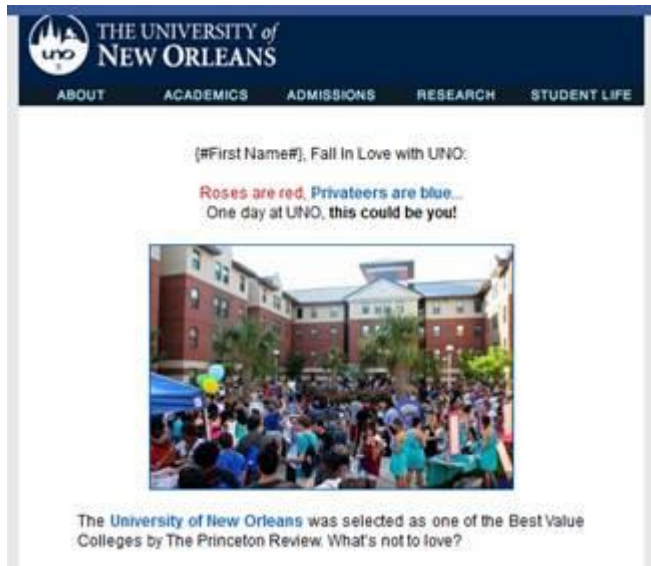 THE UNIVERSITY of
NEW ORLEANS
uno
ABOUT ACADEMICS ADMISSIONS RESEARCH STUDENT LIFE
{#First Name#}, Fall In Love with UNO:
Roses are red, Privateers are blue...
One day at UNO, this could be you!
The University of New Orleans was selected as one of the Best Value
Colleges by The Princeton Review. What's not to love?